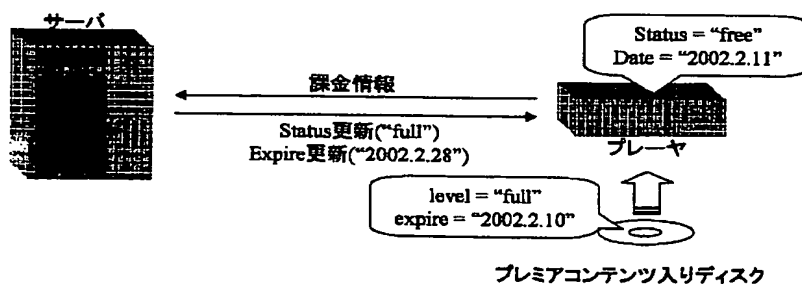 サーバ
Status = “free”
Date = “2002.2.11”
課金情報
Status更新(“full”)
Expire更新(“2002.2.28”)
プレーヤ
level = “full”
expire = “2002.2.10”
プレミアコンテンツ入りディスク